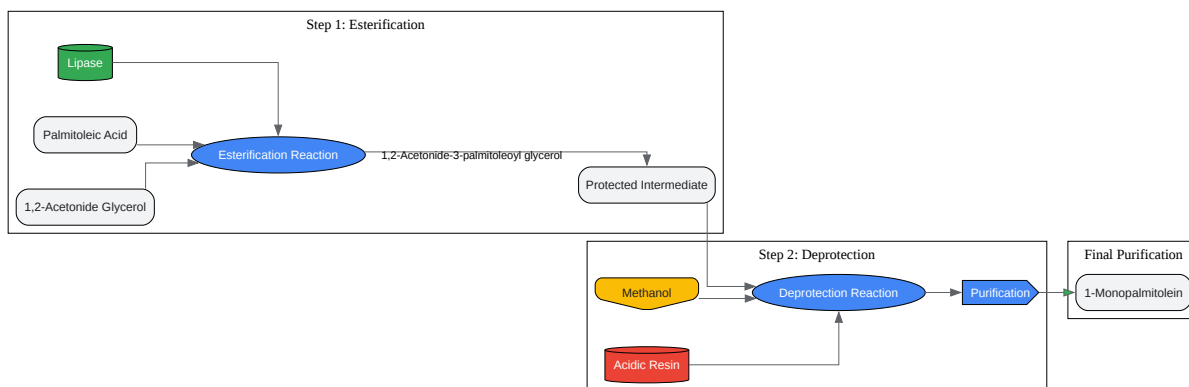 Step 1: Esterification
Lipase
Palmitoleic Acid
Esterification Reaction
1,2-Acetonide-3-palmitoleoyl glycerol
Protected Intermediate
1,2-Acetonide Glycerol
Step 2: Deprotection
Final Purification
Methanol
Deprotection Reaction
Purification
1-Monopalmitolein
Acidic Resin